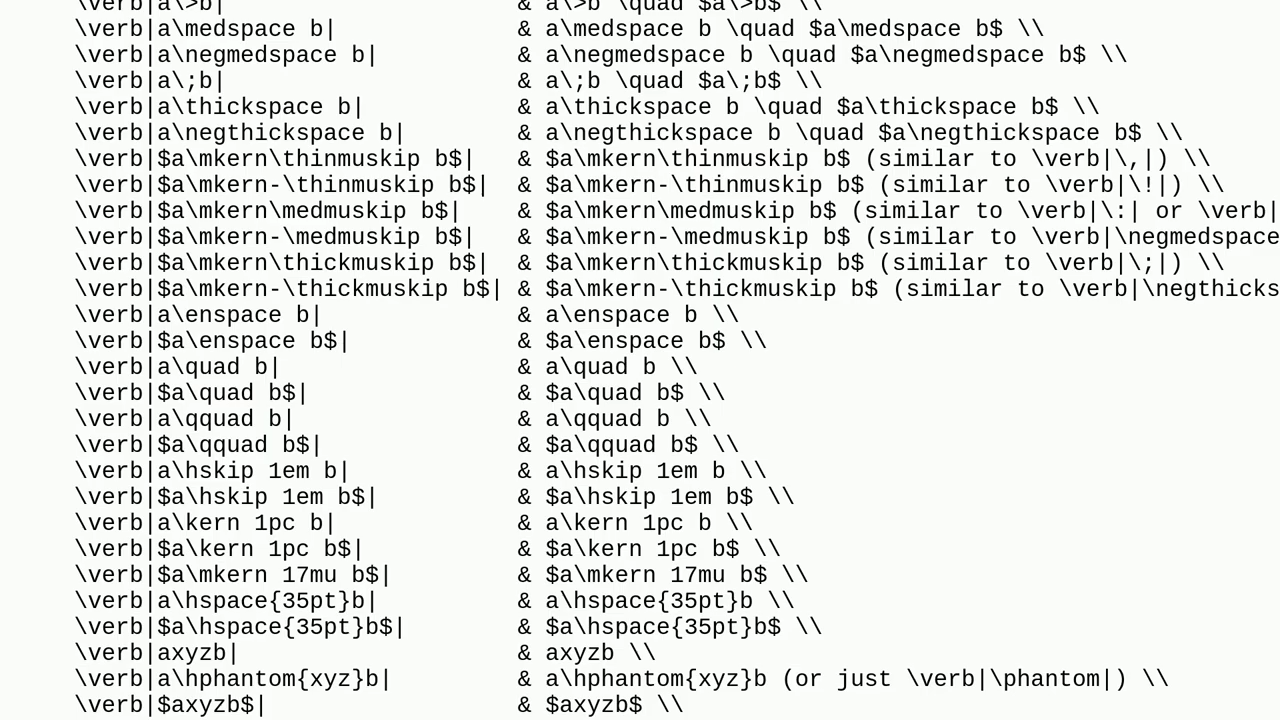 \verb|a\>b| & a\>b \quad $a\>b$ \\
\verb|a\medspace b| & a\medspace b \quad $a\medspace b$ \\
\verb|a\negmedspace b| & a\negmedspace b \quad $a\negmedspace b$ \\
\verb|a\;b| & a\;b \quad $a\;b$ \\
\verb|a\thickspace b| & a\thickspace b \quad $a\thickspace b$ \\
\verb|a\negthickspace b| & a\negthickspace b \quad $a\negthickspace b$ \\
\verb|$a\mkern\thinmuskip b$| & $a\mkern\thinmuskip b$ (similar to \verb|\,|) \\
\verb|$a\mkern-\thinmuskip b$| & $a\mkern-\thinmuskip b$ (similar to \verb|\!|) \\
\verb|$a\mkern\medmuskip b$| & $a\mkern\medmuskip b$ (similar to \verb|\:| or \verb|
\verb|$a\mkern-\medmuskip b$| & $a\mkern-\medmuskip b$ (similar to \verb|\negmedspace
\verb|$a\mkern\thickmuskip b$| & $a\mkern\thickmuskip b$ (similar to \verb|\;|) \\
\verb|$a\mkern-\thickmuskip b$| & $a\mkern-\thickmuskip b$ (similar to \verb|\negthicks
\verb|a\enspace b| & a\enspace b \\
\verb|$a\enspace b$| & $a\enspace b$ \\
\verb|a\quad b| & a\quad b \\
\verb|$a\quad b$| & $a\quad b$ \\
\verb|a\qquad b| & a\qquad b \\
\verb|$a\qquad b$| & $a\qquad b$ \\
\verb|a\hskip 1em b| & a\hskip 1em b \\
\verb|$a\hskip 1em b$| & $a\hskip 1em b$ \\
\verb|a\kern 1pc b| & a\kern 1pc b \\
\verb|$a\kern 1pc b$| & $a\kern 1pc b$ \\
\verb|$a\mkern 17mu b$| & $a\mkern 17mu b$ \\
\verb|a\hspace{35pt}b| & a\hspace{35pt}b \\
\verb|$a\hspace{35pt}b$| & $a\hspace{35pt}b$ \\
\verb|axyzb| & axyzb \\
\verb|a\hphantom{xyz}b| & a\hphantom{xyz}b (or just \verb|\phantom|) \\
\verb|$axyzb$| & $axyzb$ \\